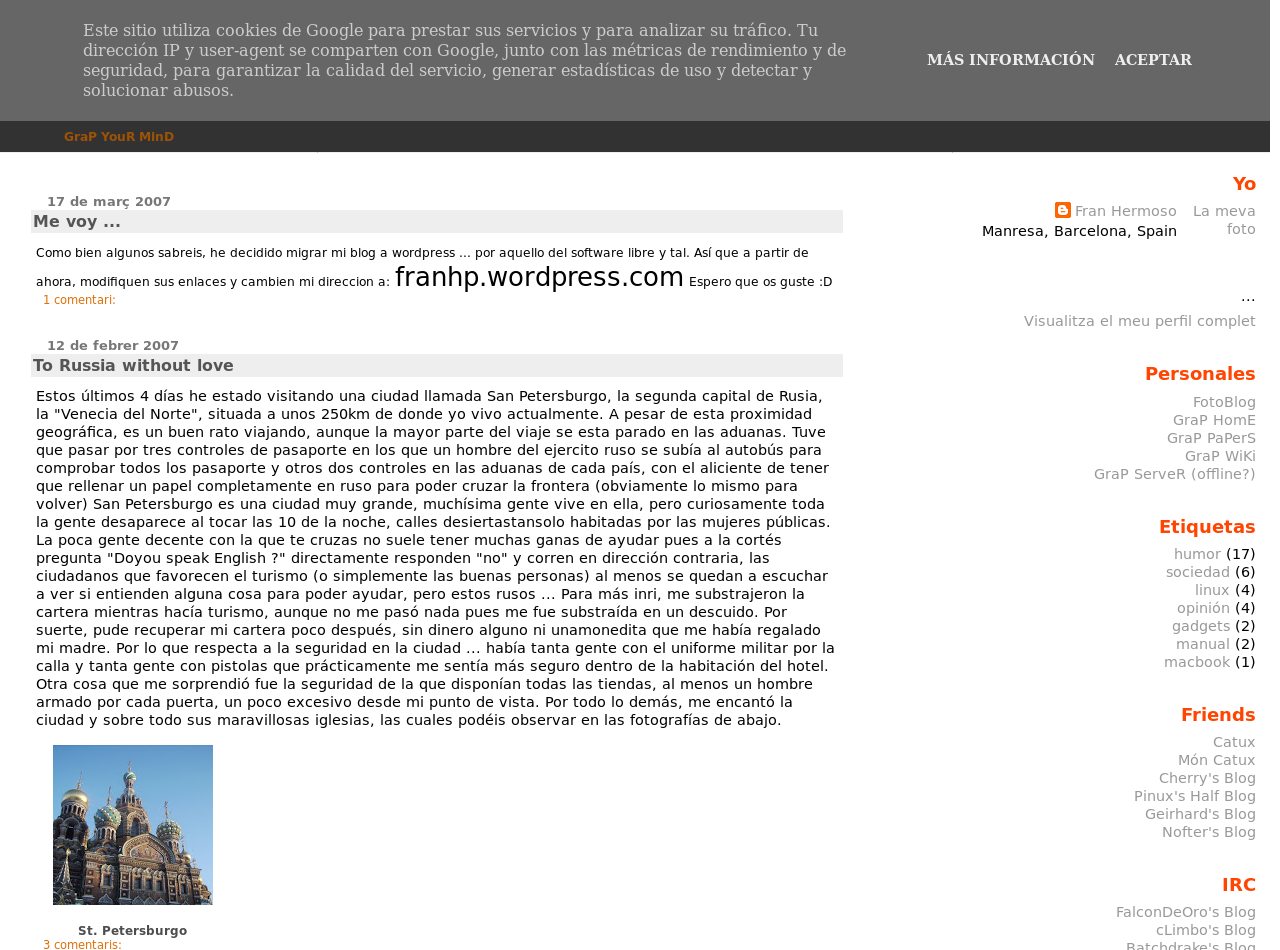 Este sitio utiliza cookies de Google para prestar sus servicios y para analizar su tráfico. Tu
dirección IP y user-agent se comparten con Google, junto con las métricas de rendimiento y de
seguridad, para garantizar la calidad del servicio, generar estadísticas de uso y detectar y
solucionar abusos.
MÁS INFORMACIÓN ACEPTAR
GraP YouR MinD
17 de març 2007
Me voy ...
Como bien algunos sabreis, he decidido migrar mi blog a wordpress ... por aquello del software libre y tal. Así que a partir de
ahora, modifiquen sus enlaces y cambien mi direccion a: franhp.wordpress.com Espero que os guste :D
1 comentari:
12 de febrer 2007
To Russia without love
Estos últimos 4 días he estado visitando una ciudad llamada San Petersburgo, la segunda capital de Rusia,
la "Venecia del Norte", situada a unos 250km de donde yo vivo actualmente. A pesar de esta proximidad
geográfica, es un buen rato viajando, aunque la mayor parte del viaje se esta parado en las aduanas. Tuve
que pasar por tres controles de pasaporte en los que un hombre del ejercito ruso se subía al autobús para
comprobar todos los pasaporte y otros dos controles en las aduanas de cada país, con el aliciente de tener
que rellenar un papel completamente en ruso para poder cruzar la frontera (obviamente lo mismo para
volver) San Petersburgo es una ciudad muy grande, muchísima gente vive en ella, pero curiosamente toda
la gente desaparece al tocar las 10 de la noche, calles desiertastansolo habitadas por las mujeres públicas.
La poca gente decente con la que te cruzas no suele tener muchas ganas de ayudar pues a la cortés
pregunta "Doyou speak English ?" directamente responden "no" y corren en dirección contraria, las
ciudadanos que favorecen el turismo (o simplemente las buenas personas) al menos se quedan a escuchar
a ver si entienden alguna cosa para poder ayudar, pero estos rusos ... Para más inri, me substrajeron la
cartera mientras hacía turismo, aunque no me pasó nada pues me fue substraída en un descuido. Por
suerte, pude recuperar mi cartera poco después, sin dinero alguno ni unamonedita que me había regalado
mi madre. Por lo que respecta a la seguridad en la ciudad ... había tanta gente con el uniforme militar por la
calla y tanta gente con pistolas que prácticamente me sentía más seguro dentro de la habitación del hotel.
Otra cosa que me sorprendió fue la seguridad de la que disponían todas las tiendas, al menos un hombre
armado por cada puerta, un poco excesivo desde mi punto de vista. Por todo lo demás, me encantó la
ciudad y sobre todo sus maravillosas iglesias, las cuales podéis observar en las fotografías de abajo.
St. Petersburgo
3 comentaris:
Yo
Fran Hermoso
Manresa, Barcelona, Spain
La meva
foto
...
Visualitza el meu perfil complet
Personales
FotoBlog
GraP HomE
GraP PaPerS
GraP WiKi
GraP ServeR (offline?)
Etiquetas
humor (17)
sociedad (6)
linux (4)
opinión (4)
gadgets (2)
manual (2)
macbook (1)
Friends
Catux
Món Catux
Cherry's Blog
Pinux's Half Blog
Geirhard's Blog
Nofter's Blog
IRC
FalconDeOro's Blog
cLimbo's Blog
Batchdrake's Blog